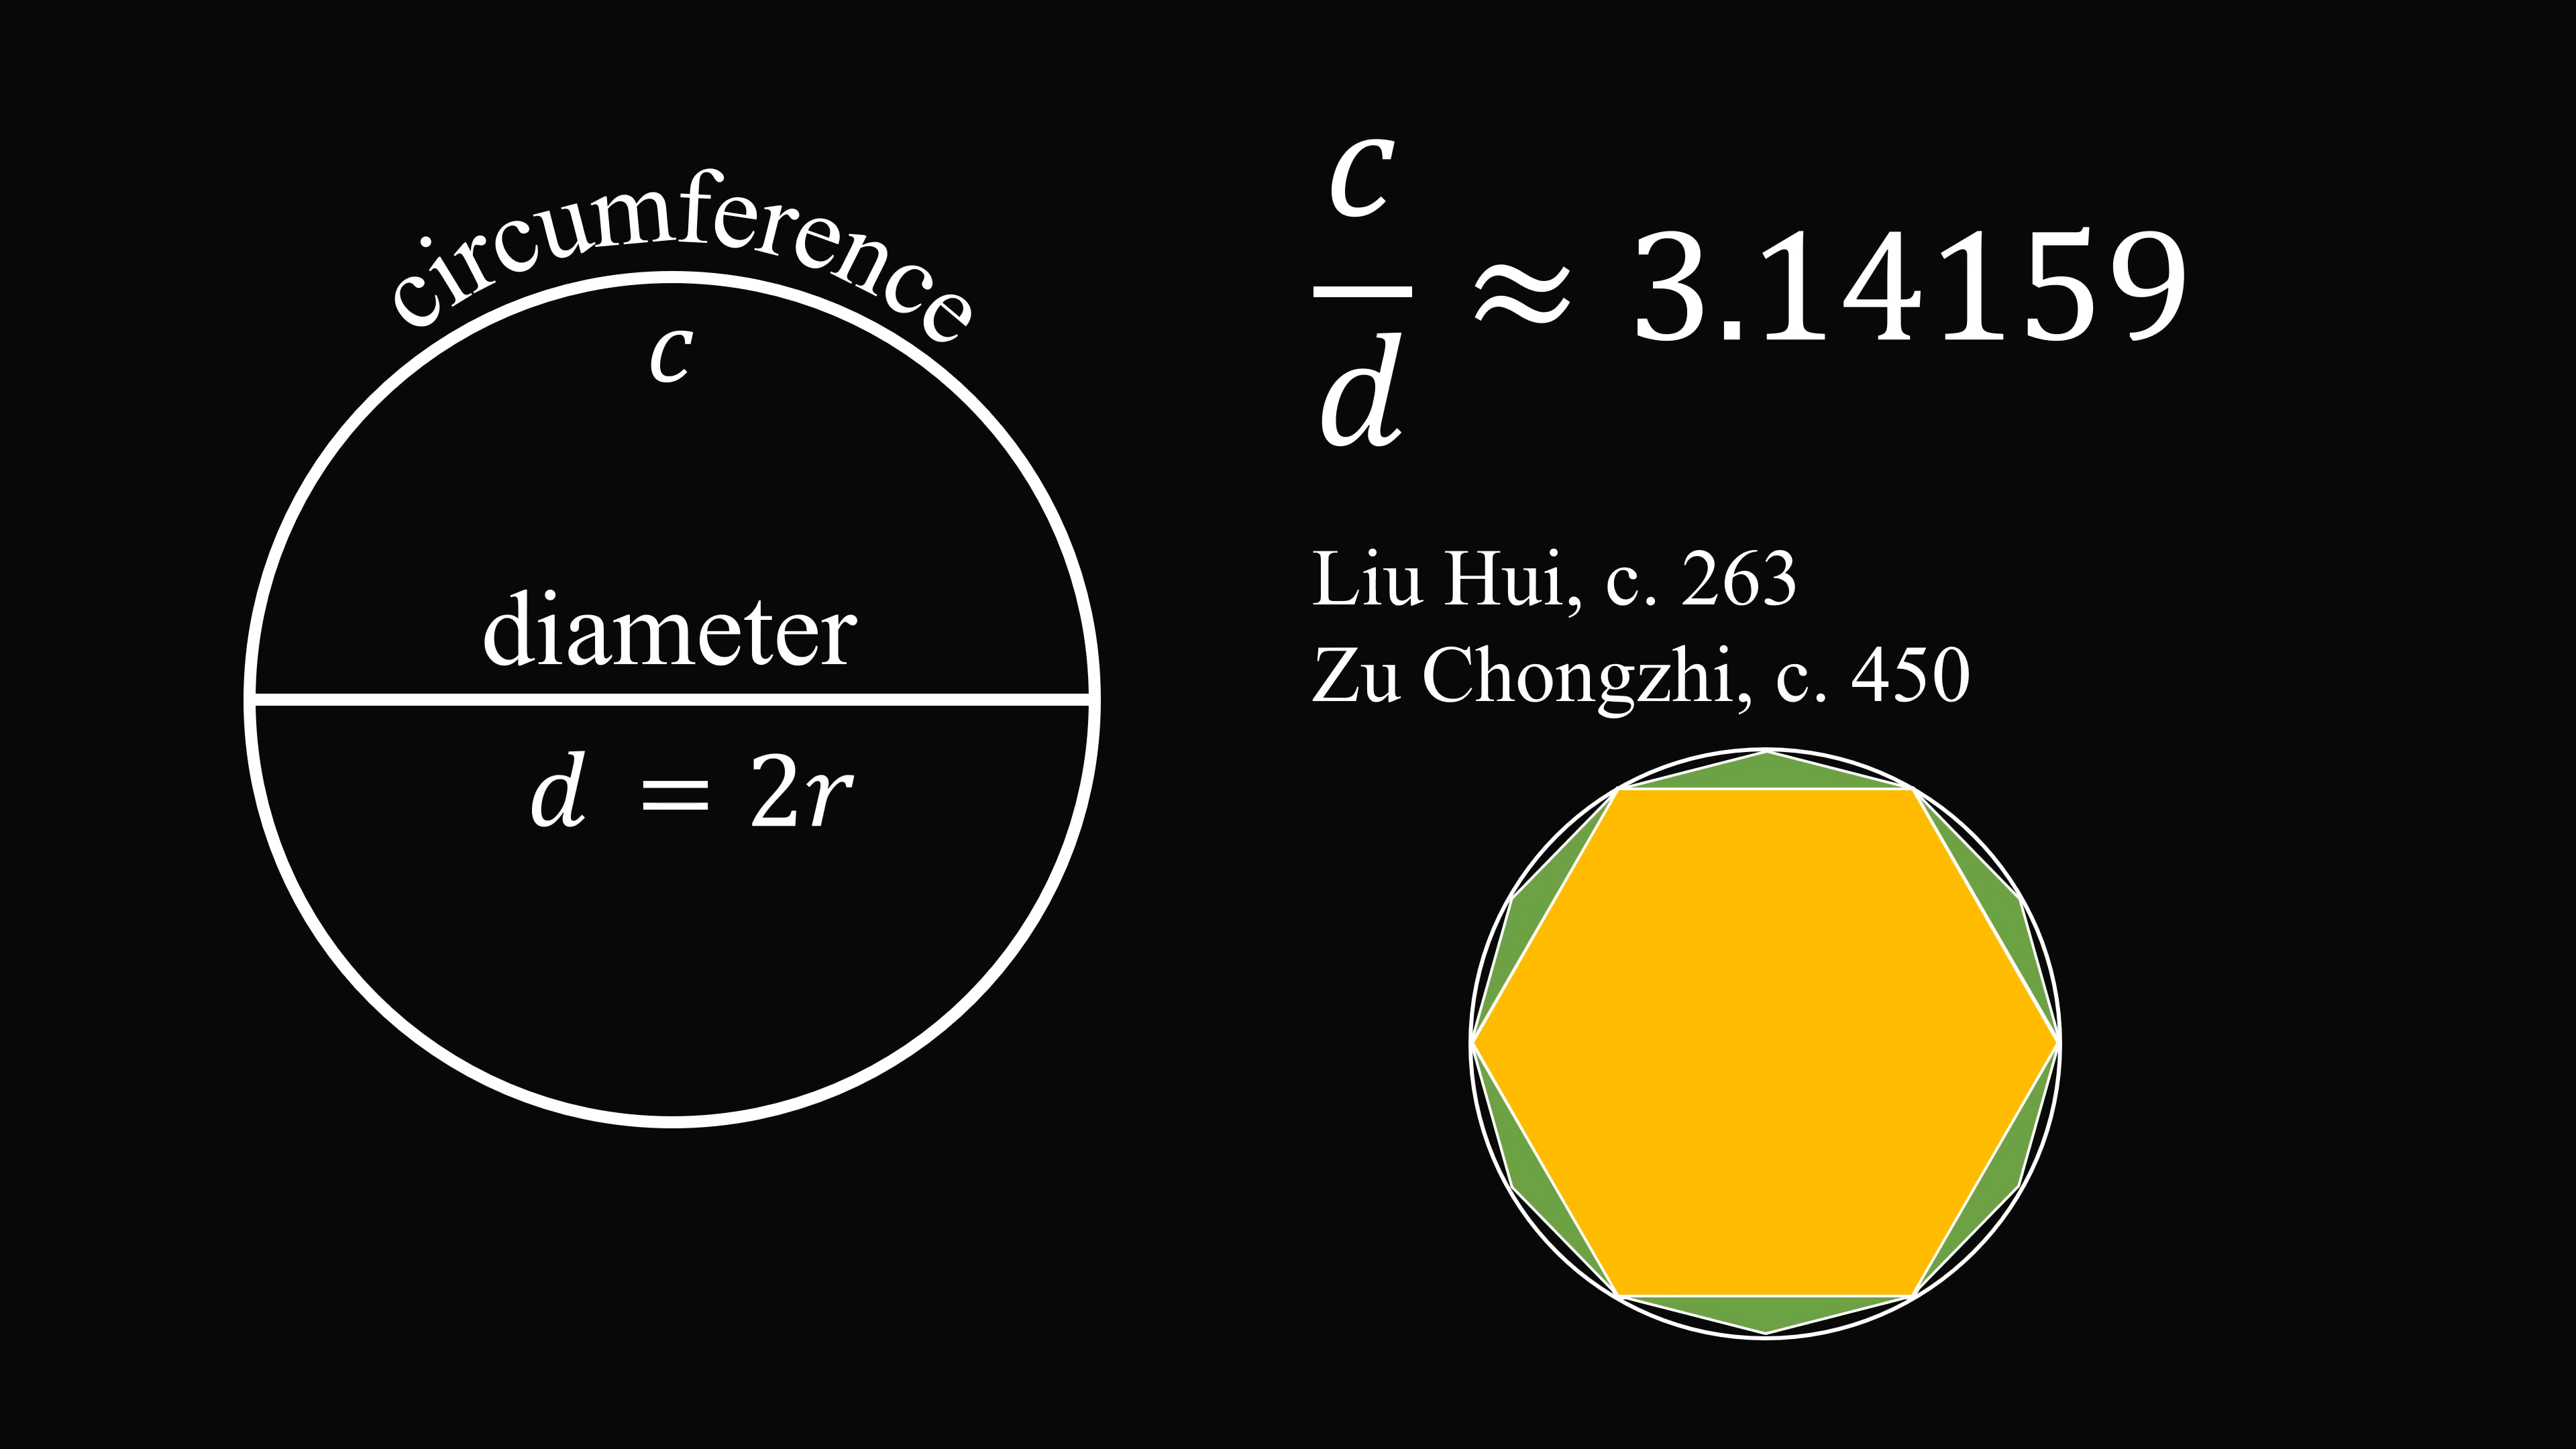 circumference
c
diameter
d = 2r
c/d ≈ 3.14159
Liu Hui, c. 263
Zu Chongzhi, c. 450